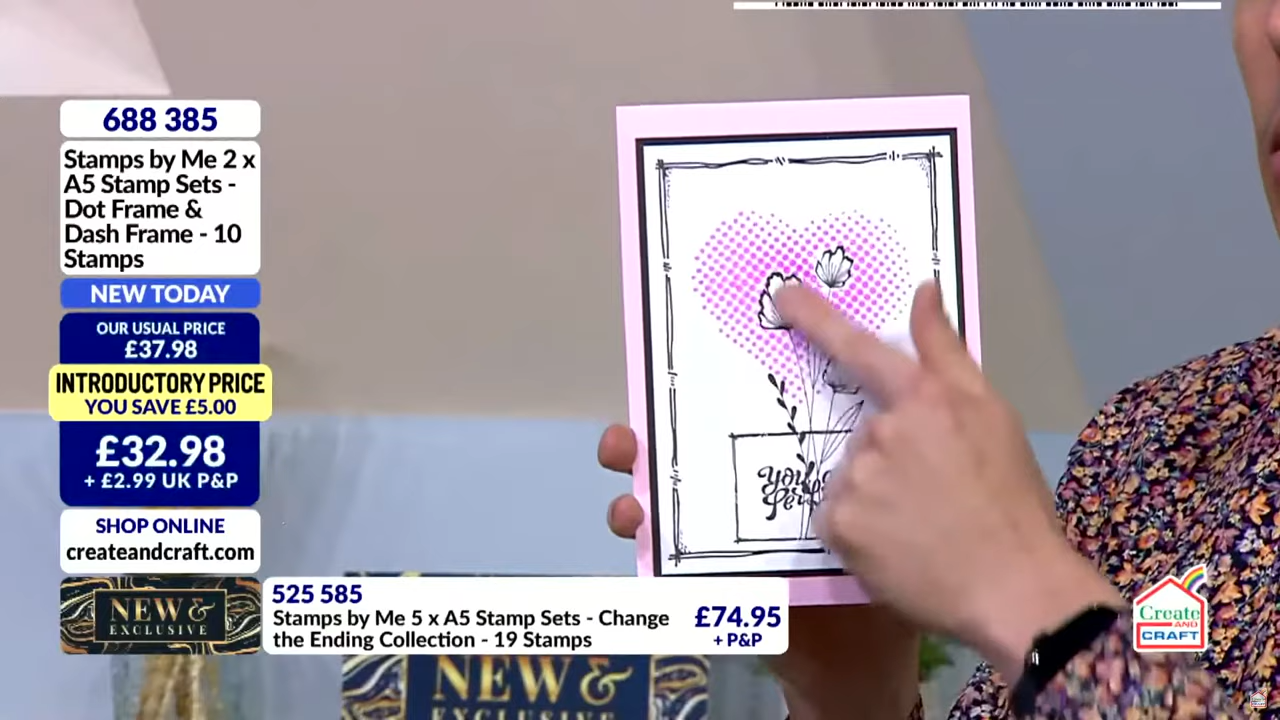 688 385
Stamps by Me 2 x
A5 Stamp Sets -
Dot Frame &
Dash Frame - 10
Stamps
NEW TODAY
OUR USUAL PRICE
£37.98
INTRODUCTORY PRICE
YOU SAVE £5.00
£32.98
+ £2.99 UK P&P
SHOP ONLINE
createandcraft.com
NEW &
EXCLUSIVE
525 585
Stamps by Me 5 x A5 Stamp Sets - Change
the Ending Collection - 19 Stamps
£74.95
+ P&P
NEW &
EXCLUSIVE
Create
AND
CRAFT